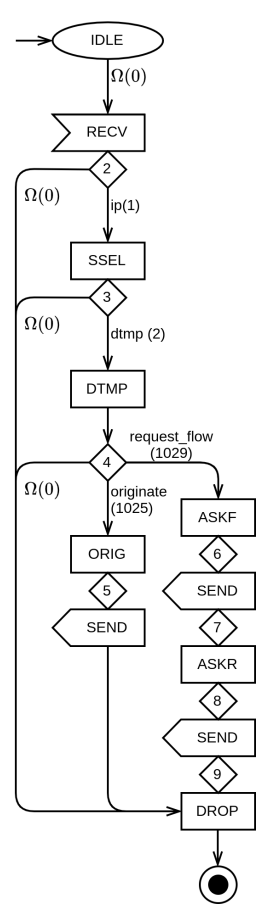 IDLE
Ω(0)
RECV
2
Ω(0)
ip(1)
SSEL
3
Ω(0)
dtmp (2)
DTMP
request_flow
(1029)
4
Ω(0)
originate
(1025)
ASKF
ORIG
6
5
SEND
SEND
7
ASKR
8
SEND
9
DROP